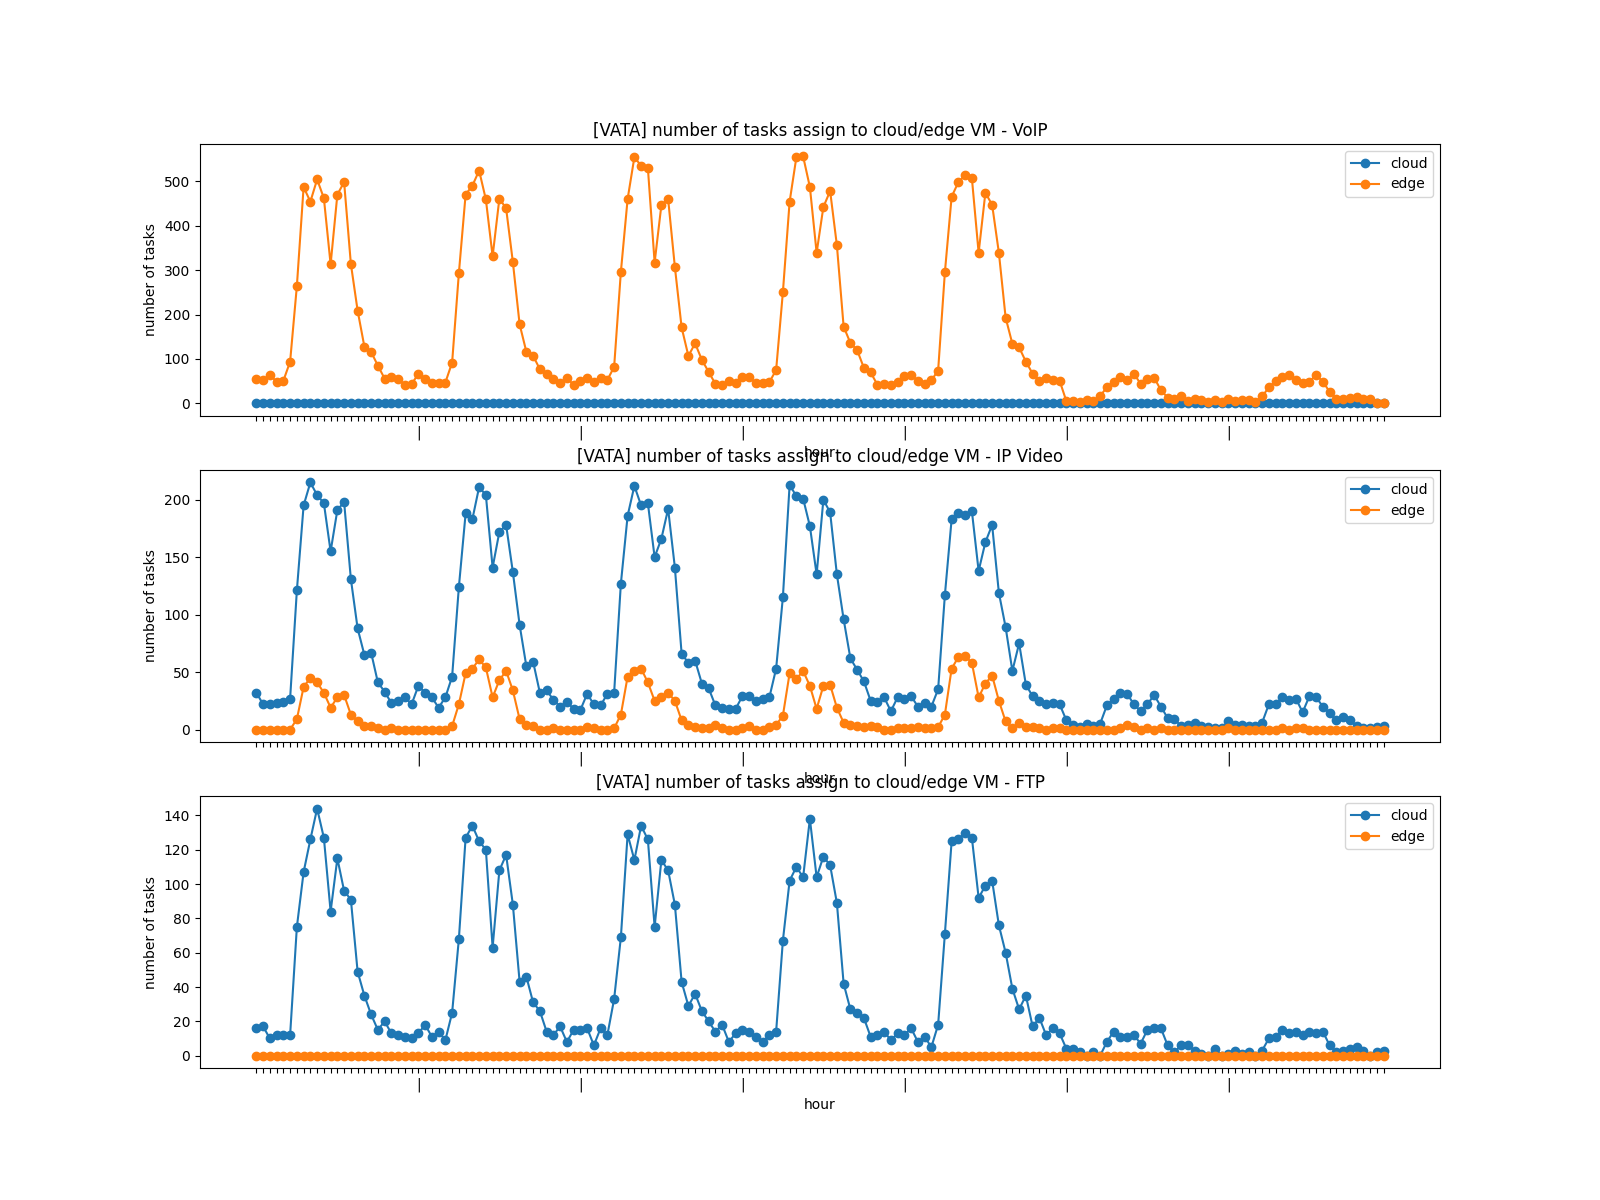 [VATA] number of tasks assign to cloud/edge VM - VoIP
number of tasks
500
400
300
200
100
0
cloud
edge
hour
[VATA] number of tasks assign to cloud/edge VM - IP Video
number of tasks
200
150
100
50
0
cloud
edge
hour
[VATA] number of tasks assign to cloud/edge VM - FTP
number of tasks
140
120
100
80
60
40
20
0
cloud
edge
hour